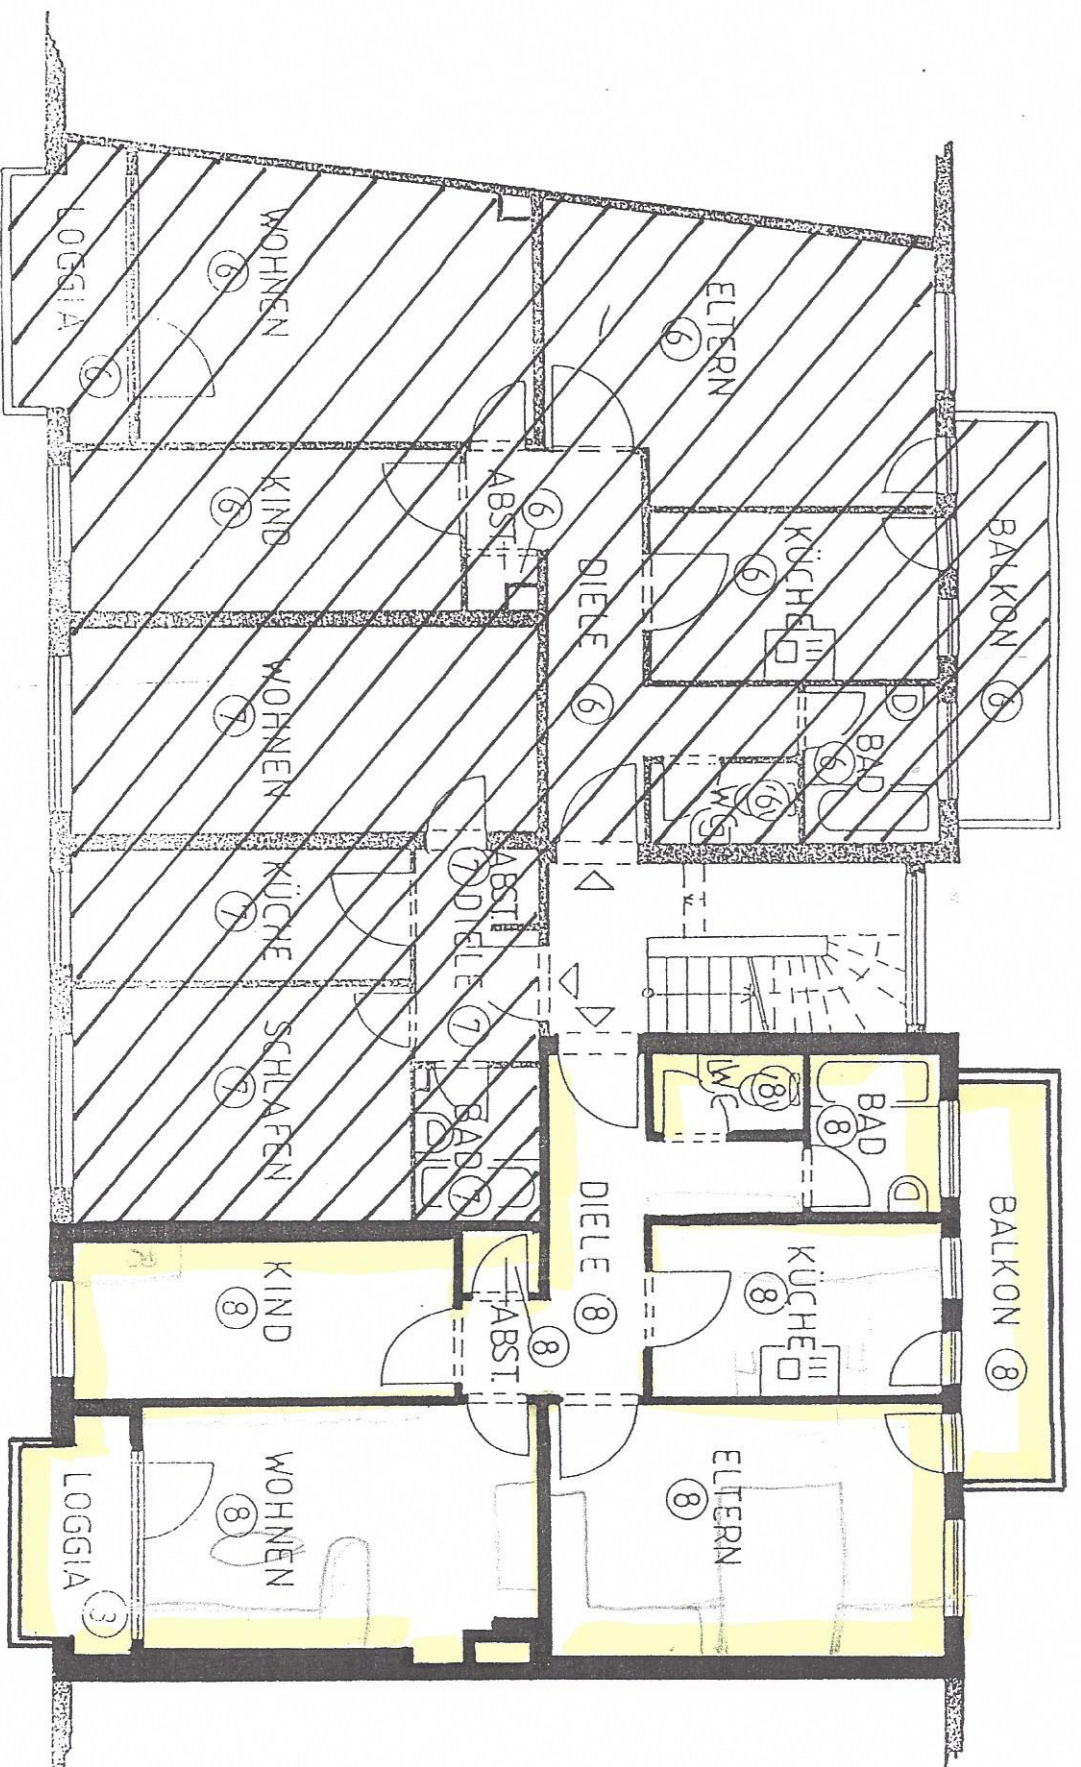 LOGGIA
6
WOHNEN
6
ELTERN
6
KIND
6
ABST.
6
DIELE
6
KÜCHE
6
BALKON
6
BAD
6
WC
6
WOHNEN
7
KÜCHE
7
ABST.
7
DIELE
7
SCHLAFEN
7
BAD
7
WC
8
BAD
8
DIELE
8
KÜCHE
8
BALKON
8
KIND
8
ABST.
8
WOHNEN
8
ELTERN
8
LOGGIA